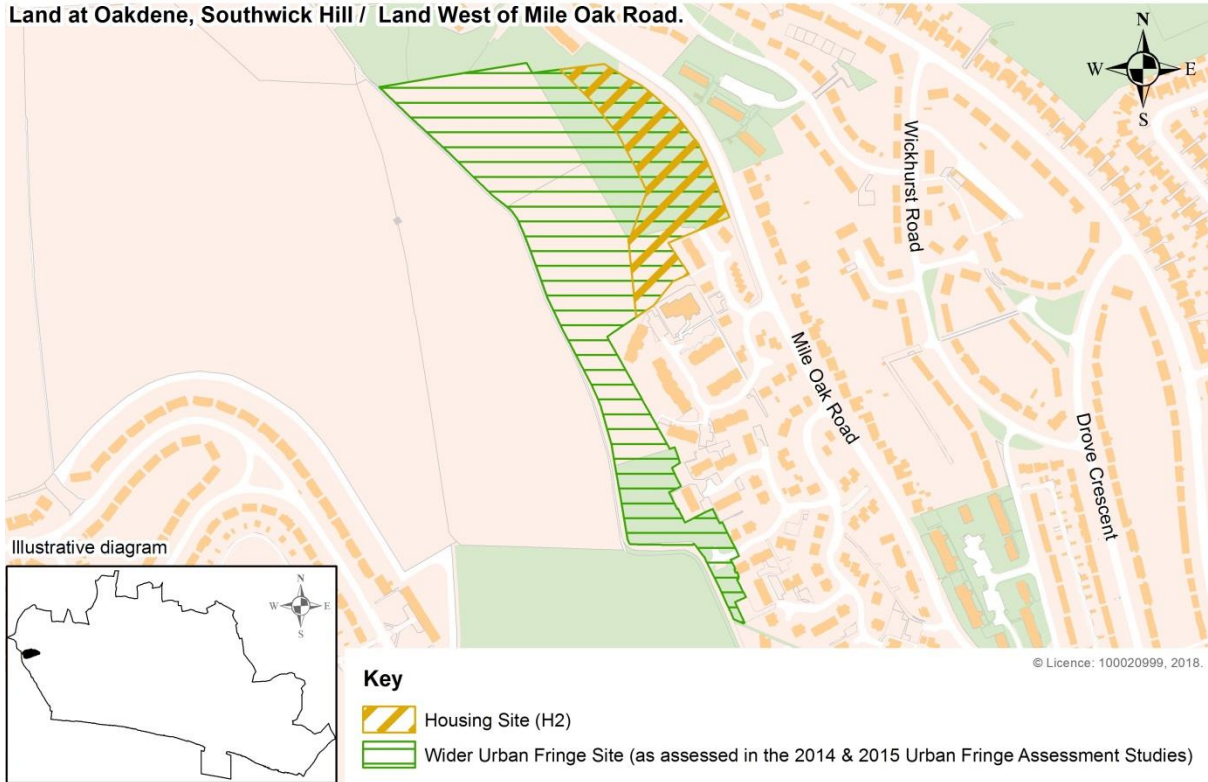 Land at Oakdene, Southwick Hill / Land West of Mile Oak Road.
N
W E
S
Wickhurst Road
Mile Oak Road
Drove Crescent
Illustrative diagram
N
W E
S
© Licence: 100020999, 2018.
Key
Housing Site (H2)
Wider Urban Fringe Site (as assessed in the 2014 & 2015 Urban Fringe Assessment Studies)